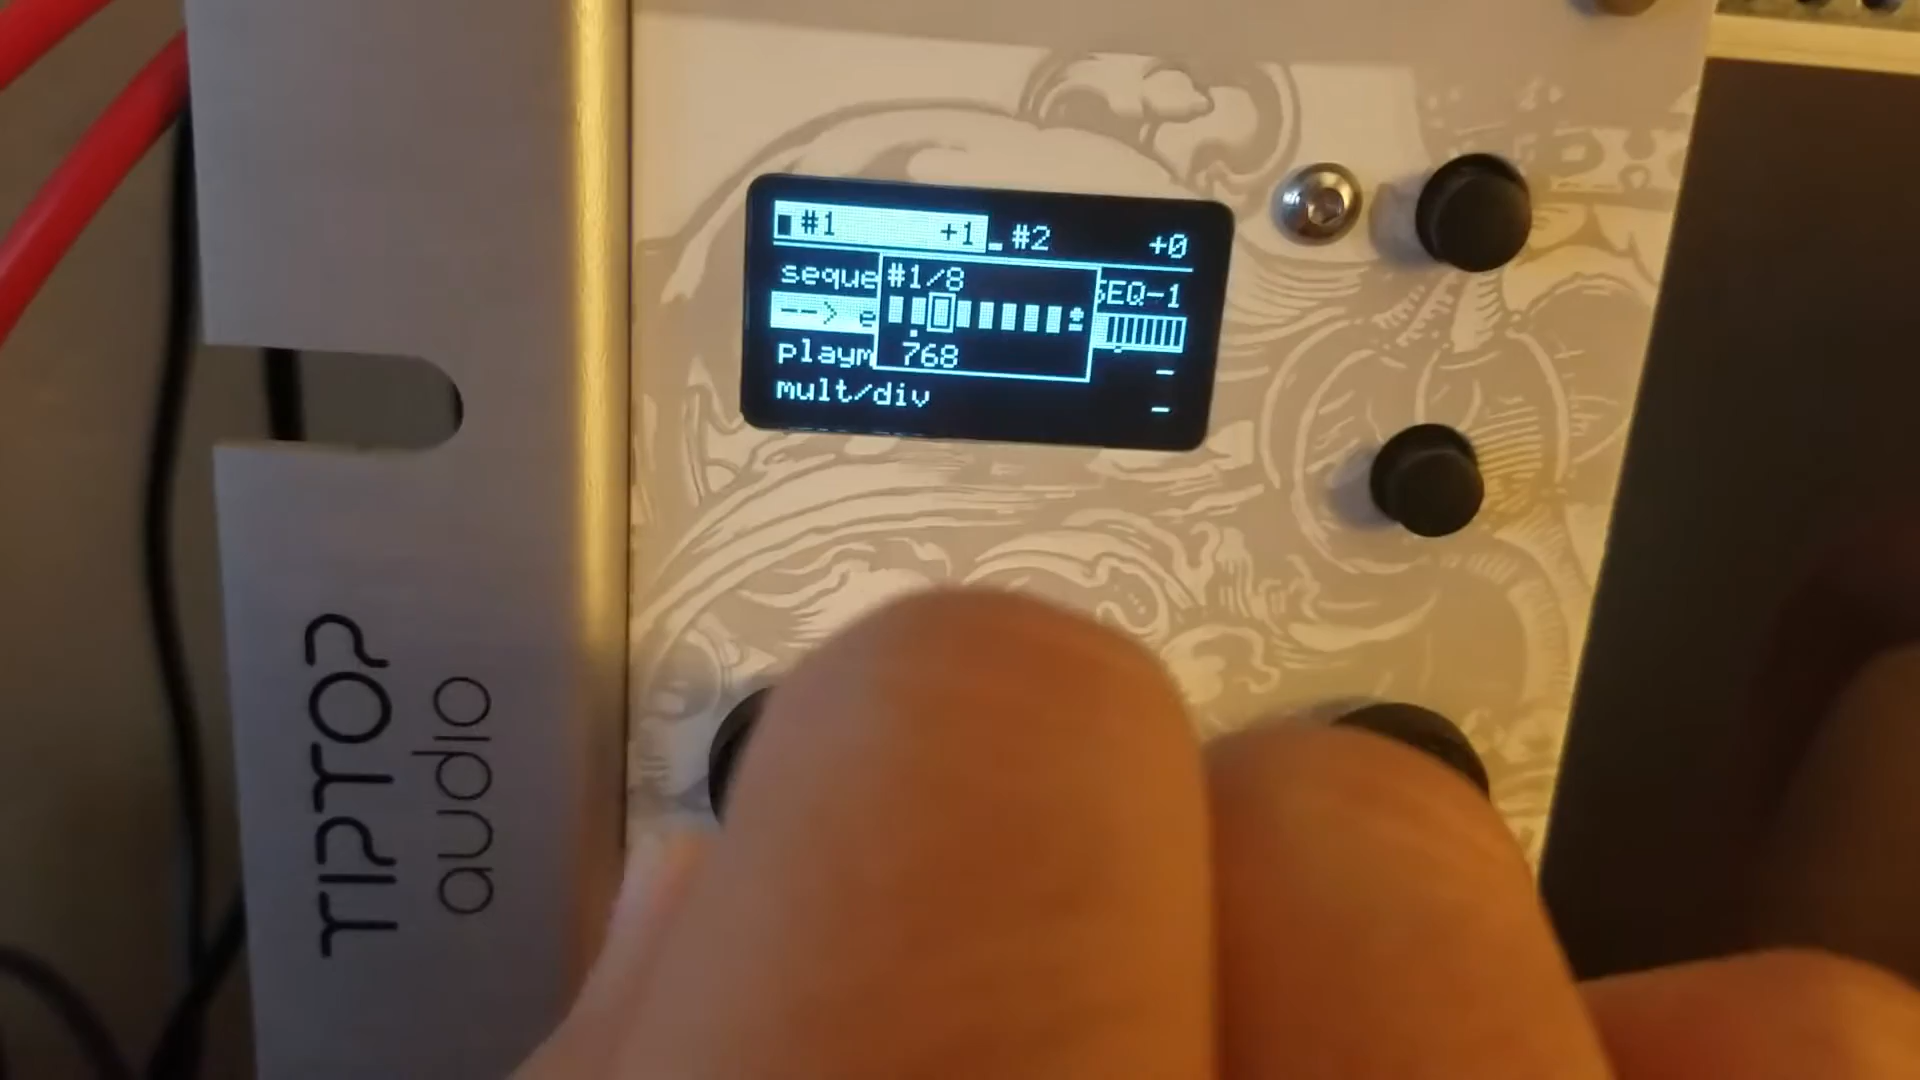 #1 +1 #2 +0
seque #1/8 SEQ-1
--> e
playm 768 -
mult/div -
TIPTOP
audio